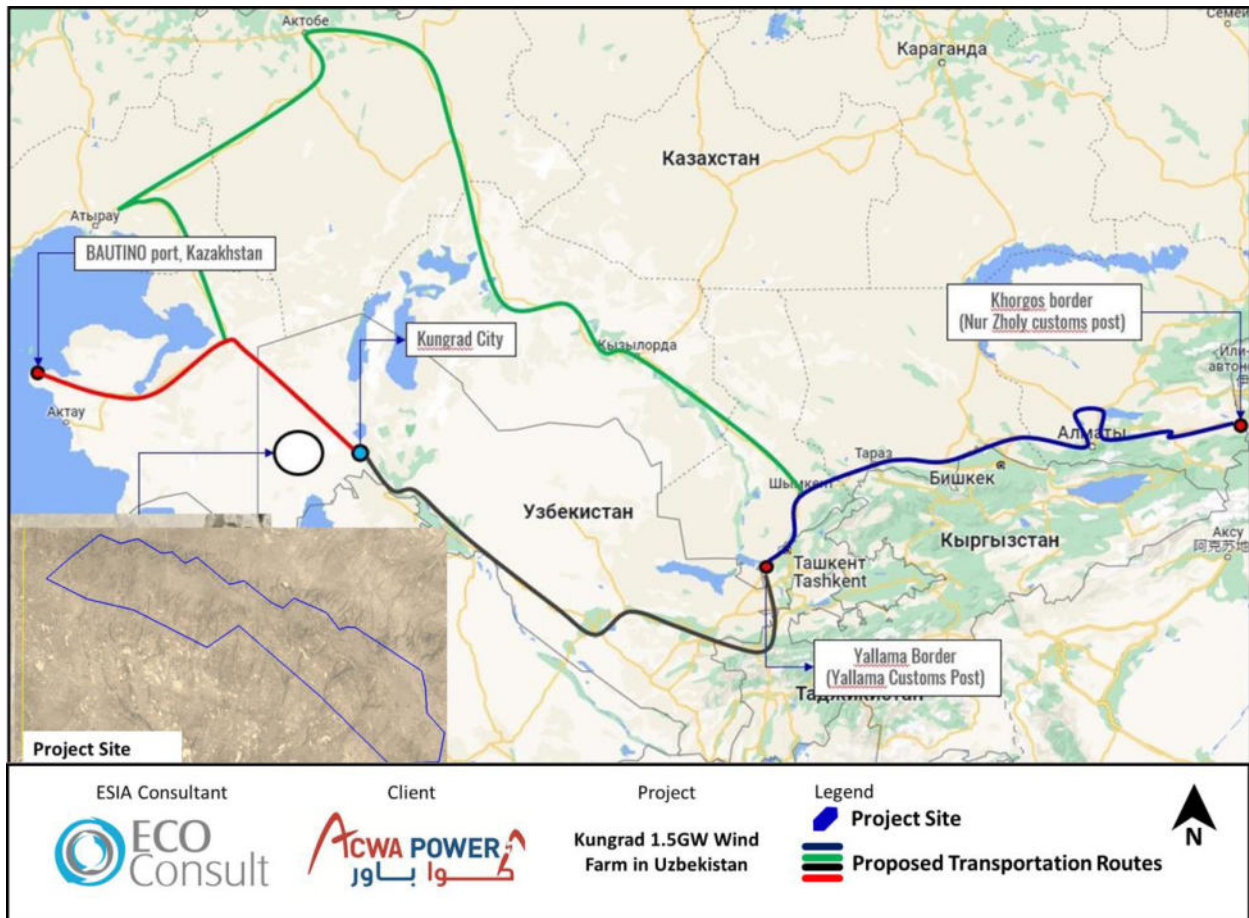 Актобе
Семей
Караганда
Казахстан
Атырау
BAUTINO port, Kazakhstan
Khorgos border
(Nur Zholy customs post)
Kungrad City
Кызылорда
Или-
автоно
Актау
Алматы
Тараз
Шымкент
Бишкек
Узбекистан
Кыргызстан
Аксу
阿克苏地
Ташкент
Tashkent
Yallama Border
(Yallama Customs Post)
Таджикистан
Project Site
ESIA Consultant
Client
Project
Legend
ECO
Consult
ACWA POWER
أكوا باور
Kungrad 1.5GW Wind
Farm in Uzbekistan
Project Site
Proposed Transportation Routes
N